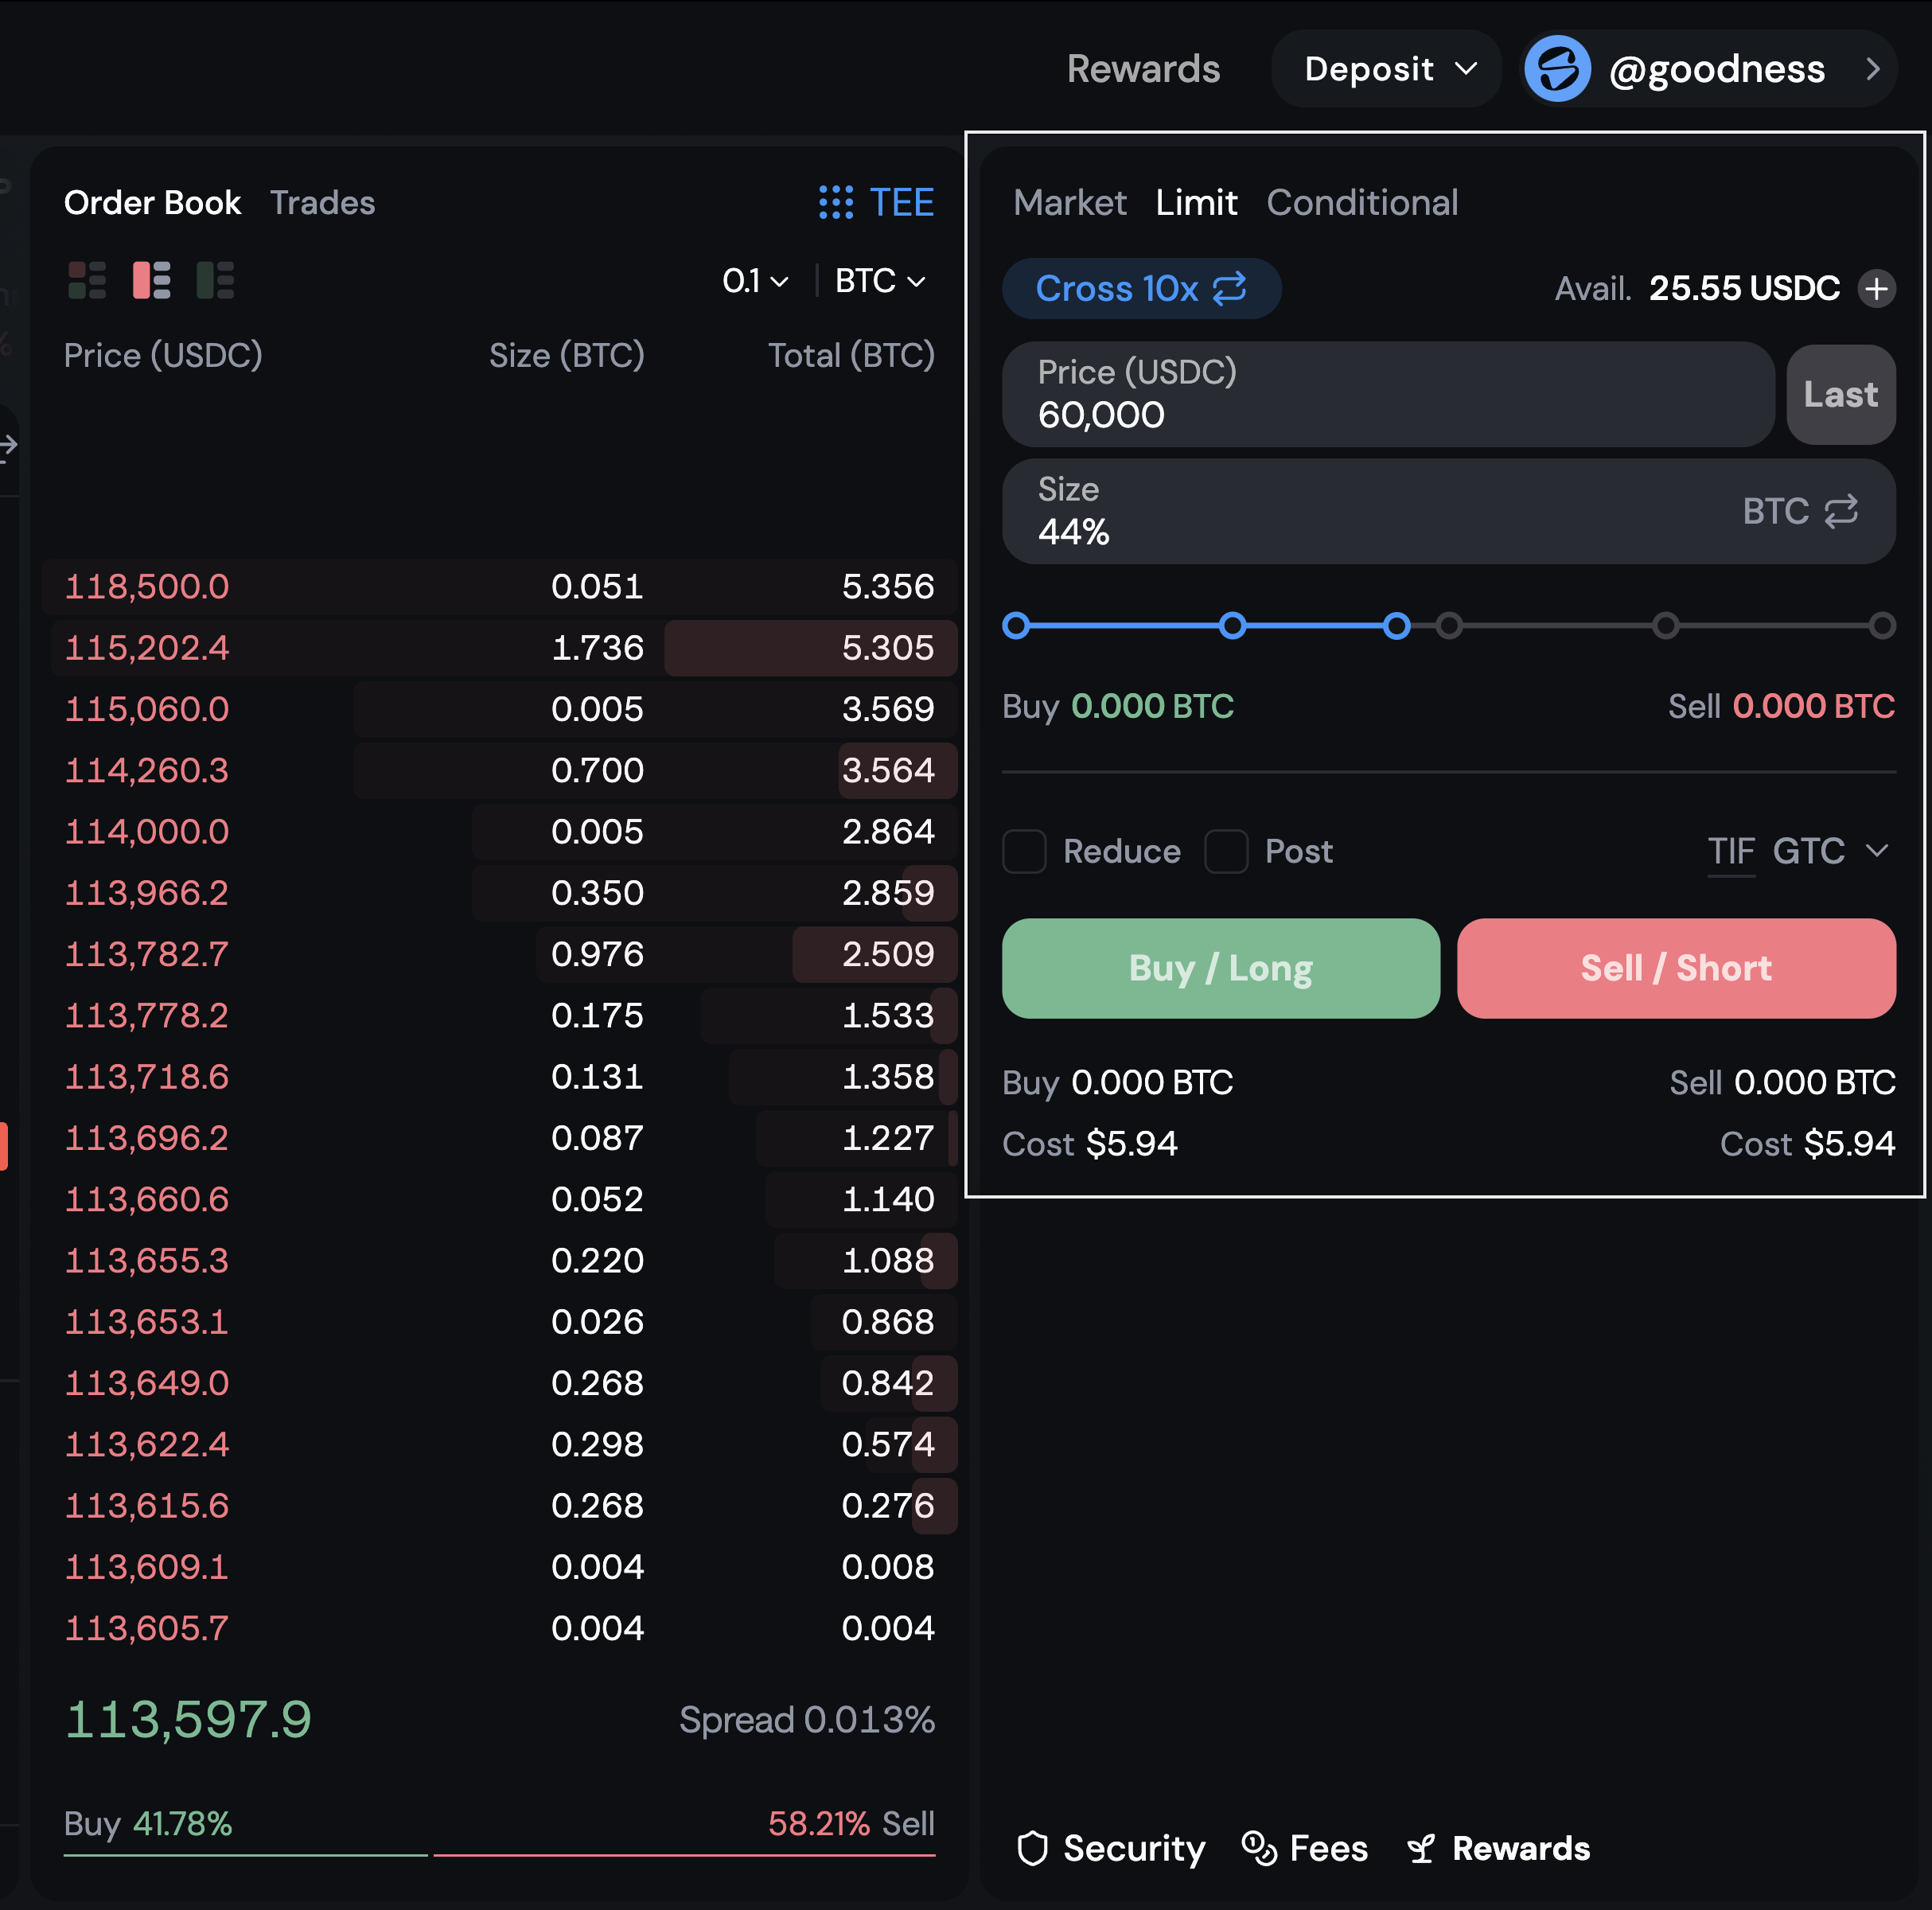 Rewards Deposit @goodness
Order Book Trades TEE
0.1 BTC
Price (USDC) Size (BTC) Total (BTC)
118,500.0 0.051 5.356
115,202.4 1.736 5.305
115,060.0 0.005 3.569
114,260.3 0.700 3.564
114,000.0 0.005 2.864
113,966.2 0.350 2.859
113,782.7 0.976 2.509
113,778.2 0.175 1.533
113,718.6 0.131 1.358
113,696.2 0.087 1.227
113,660.6 0.052 1.140
113,655.3 0.220 1.088
113,653.1 0.026 0.868
113,649.0 0.268 0.842
113,622.4 0.298 0.574
113,615.6 0.268 0.276
113,609.1 0.004 0.008
113,605.7 0.004 0.004
113,597.9 Spread 0.013%
Buy 41.78% 58.21% Sell
Market Limit Conditional
Cross 10x Avail. 25.55 USDC
Price (USDC)
60,000
Last
Size
44%
BTC
Buy 0.000 BTC Sell 0.000 BTC
Reduce Post TIF GTC
Buy / Long Sell / Short
Buy 0.000 BTC Sell 0.000 BTC
Cost $5.94 Cost $5.94
Security Fees Rewards